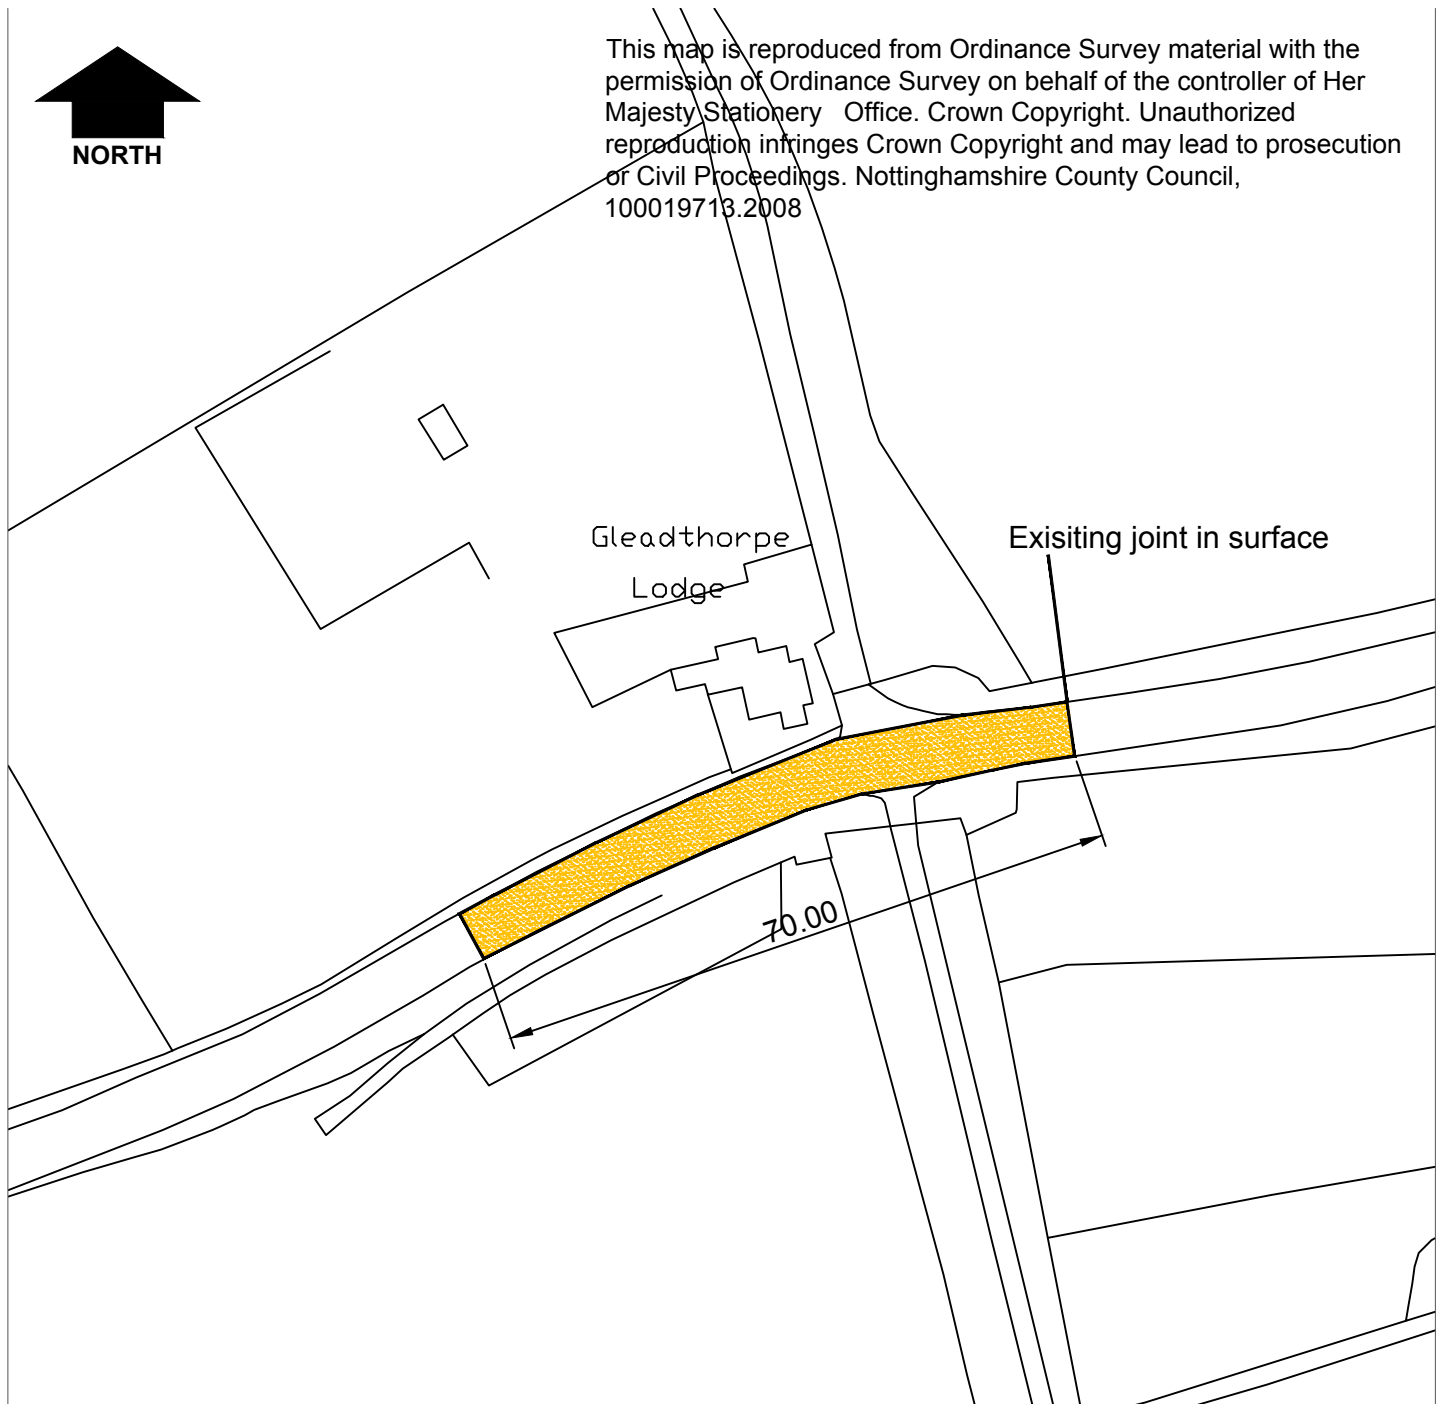 This map is reproduced from Ordinance Survey material with the
permission of Ordinance Survey on behalf of the controller of Her
Majesty Stationery Office. Crown Copyright. Unauthorized
reproduction infringes Crown Copyright and may lead to prosecution
or Civil Proceedings. Nottinghamshire County Council,
100019713.2008
NORTH
Gleadthorpe
Lodge
Exisiting joint in surface
70.00